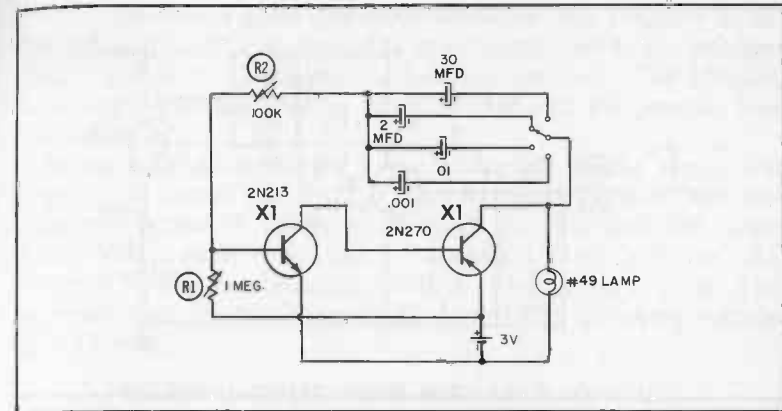 30
MFD
R2
100K
2
MFD
.01
.001
2N213
X1
X1
2N270
R1
1 MEG.
#49 LAMP
+
3V